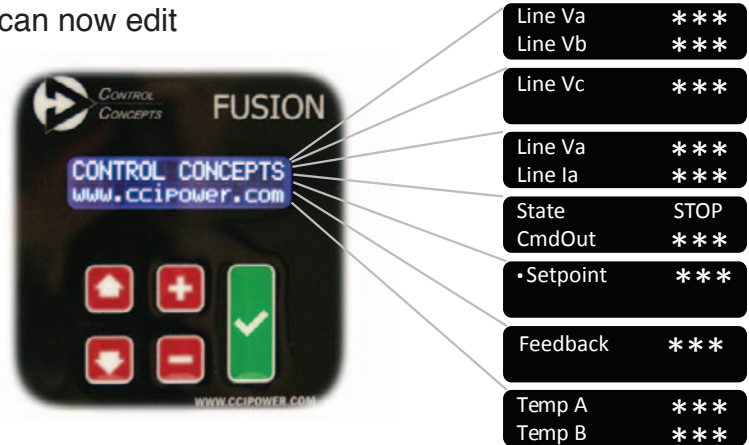 can now edit
CONTROL
CONCEPTS
FUSION
CONTROL CONCEPTS
www.ccipower.com
WWW.CCIPOWER.COM
Line Va ***
Line Vb ***
Line Vc ***
Line Va ***
Line Ia ***
State STOP
CmdOut ***
•Setpoint ***
Feedback ***
Temp A ***
Temp B ***